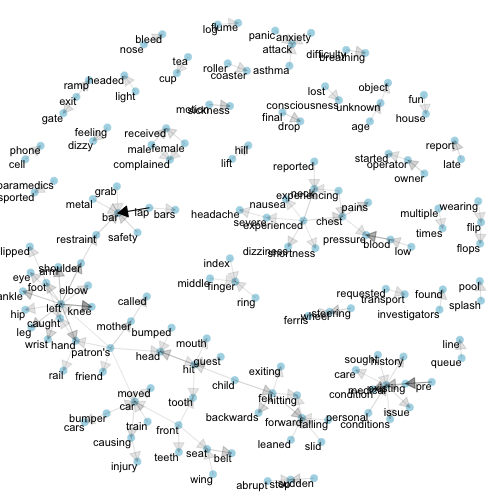 bleed
nose
log
flume
panic
anxiety
attack
difficulty
breathing
tea
cup
roller
coaster
asthma
ramp
headed
light
exit
gate
motion
sickness
lost
consciousness
unknown
object
age
fun
house
final
drop
feeling
dizzy
received
male
female
complained
hill
lift
started
operator
owner
report
late
phone
cell
paramedics
grab
metal
bar
lap
bars
restraint
safety
reported
neck
experiencing
nausea
headache
severe
experienced
chest
pains
dizziness
shortness
pressure
blood
low
multiple
times
wearing
flip
flops
shoulder
arm
eye
foot
elbow
left
knee
hip
caught
leg
wrist
hand
patron's
rail
friend
mother
called
bumped
head
mouth
hit
guest
child
index
middle
finger
ring
requested
transport
found
investigators
pool
splash
ferris
wheel
steering
line
queue
sought
history
care
medical
existing
pre
condition
personal
conditions
issue
exiting
fell
hitting
backwards
forward
falling
leaned
slid
moved
car
bumper
cars
train
causing
injury
tooth
front
teeth
seat
belt
wing
abrupt
stop
sudden